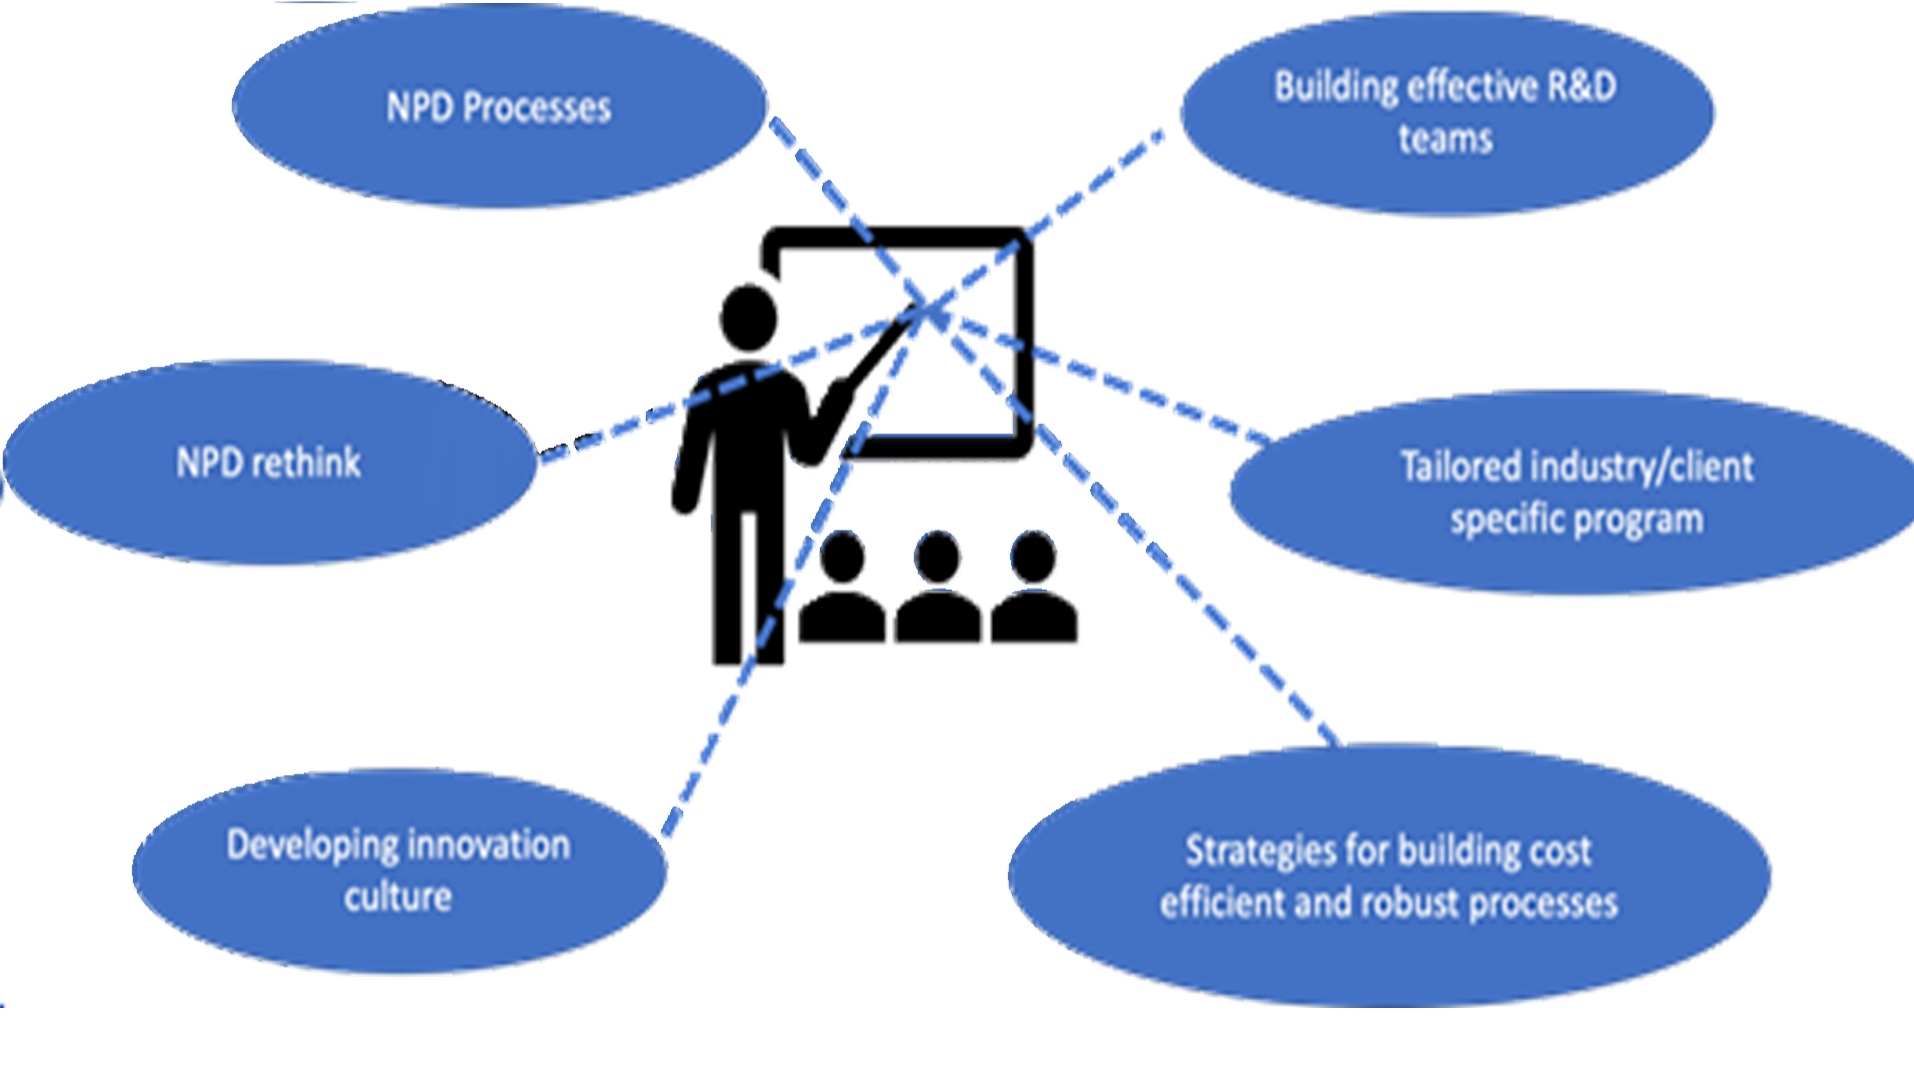 NPD Processes
Building effective R&D
teams
NPD rethink
Tailored industry/client
specific program
Developing innovation
culture
Strategies for building cost
efficient and robust processes